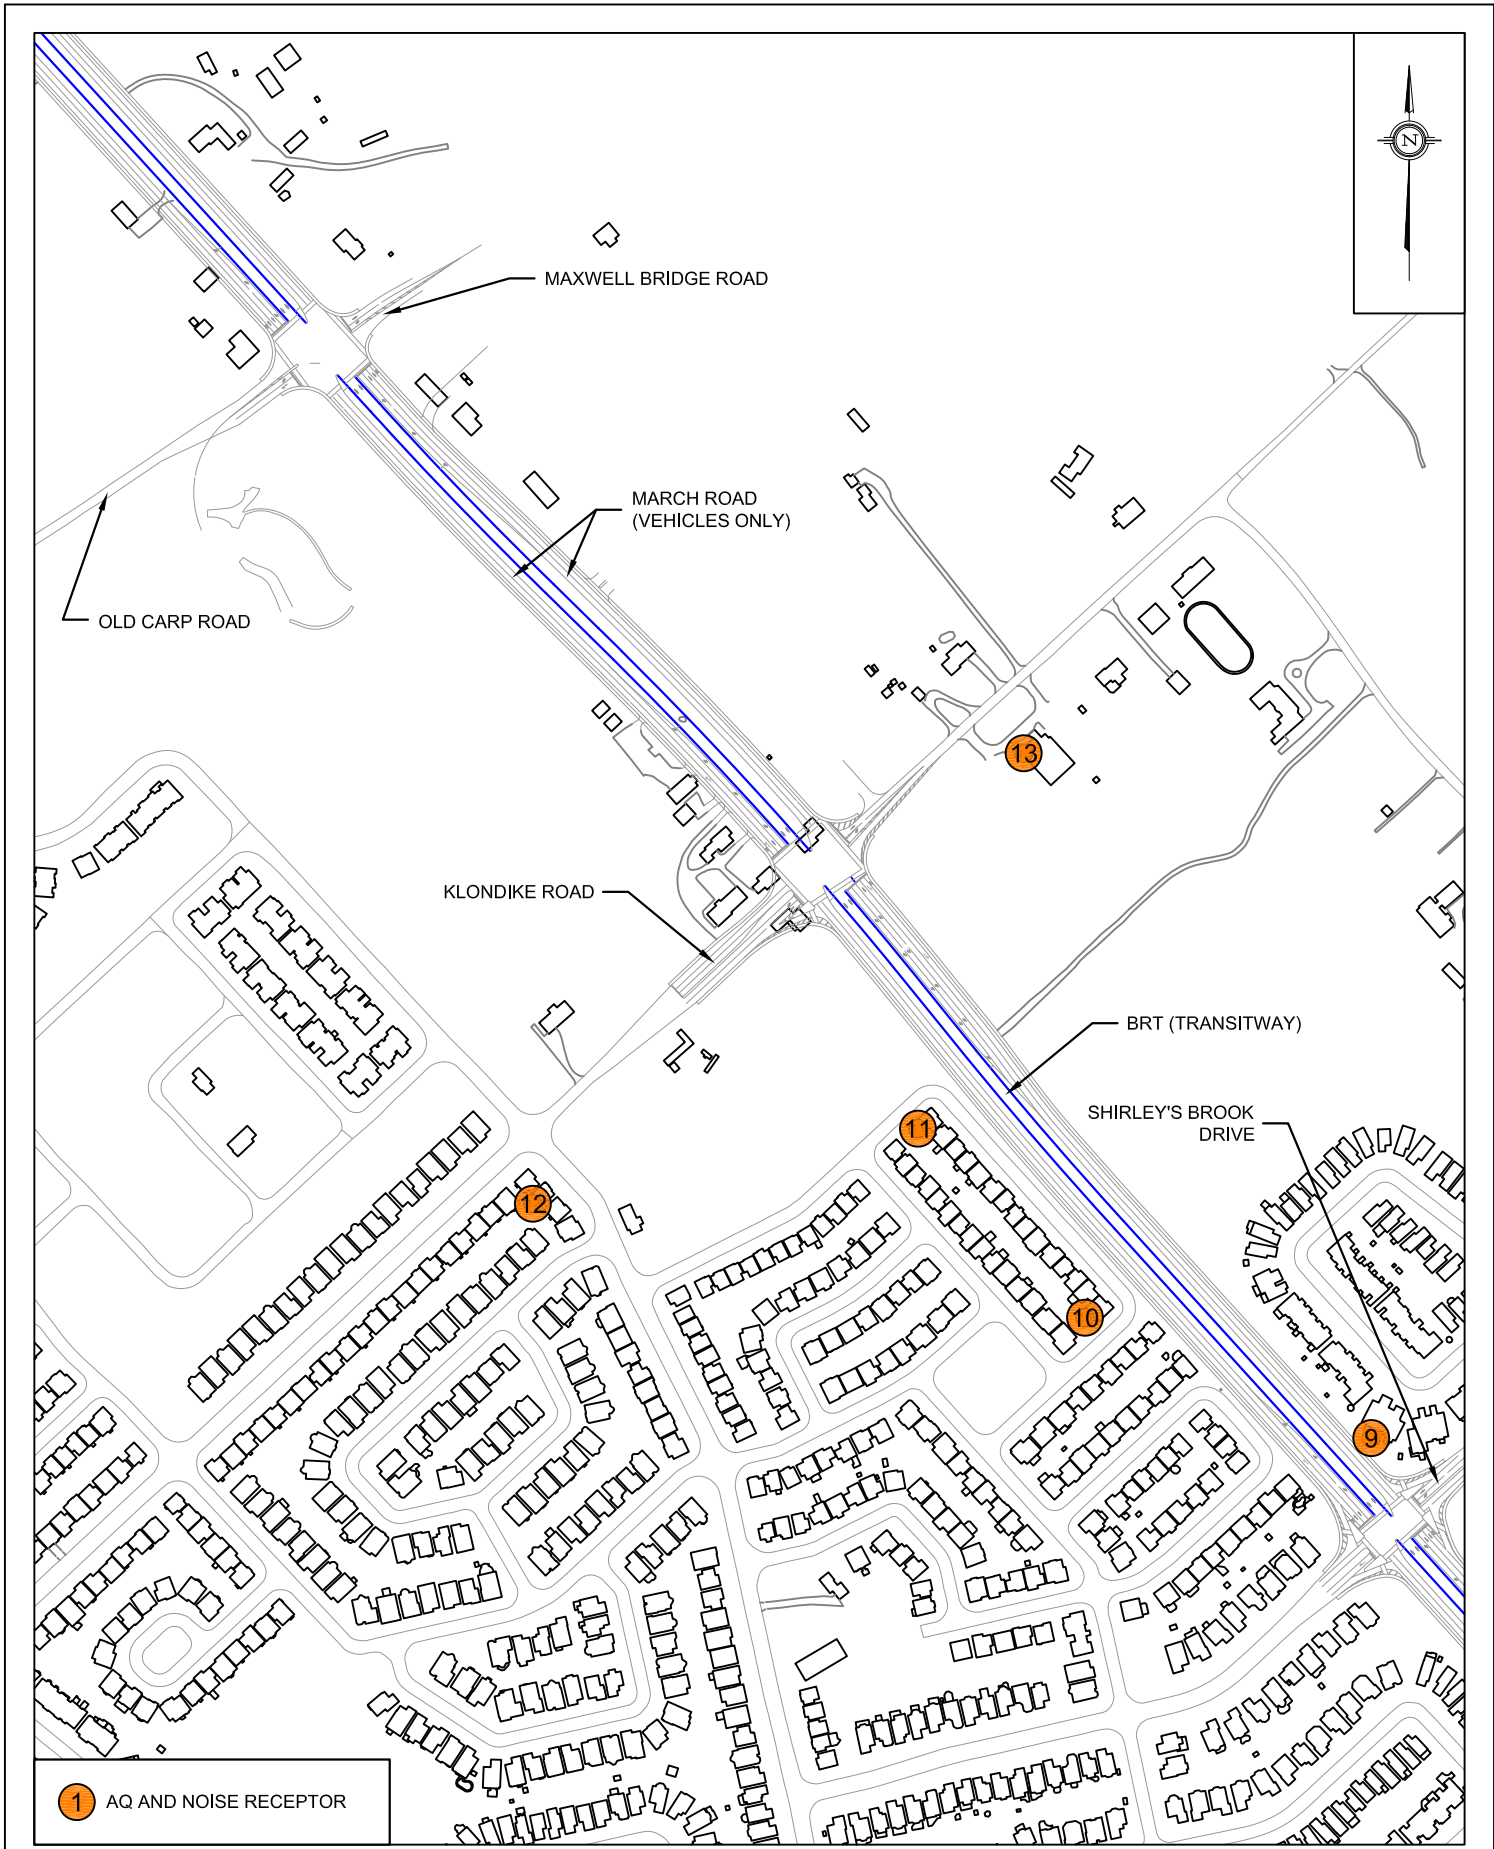 N
MAXWELL BRIDGE ROAD
MARCH ROAD
(VEHICLES ONLY)
OLD CARP ROAD
13
KLONDIKE ROAD
BRT (TRANSITWAY)
SHIRLEY'S BROOK
DRIVE
11
12
10
9
1 AQ AND NOISE RECEPTOR